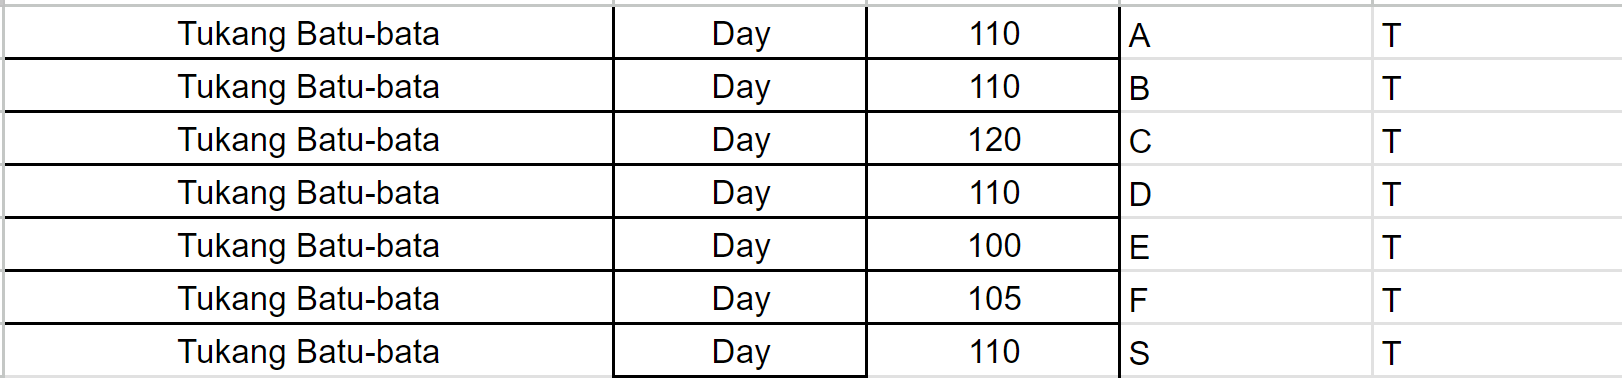 Tukang Batu-bata Day 110 A T
Tukang Batu-bata Day 110 B T
Tukang Batu-bata Day 120 C T
Tukang Batu-bata Day 110 D T
Tukang Batu-bata Day 100 E T
Tukang Batu-bata Day 105 F T
Tukang Batu-bata Day 110 S T